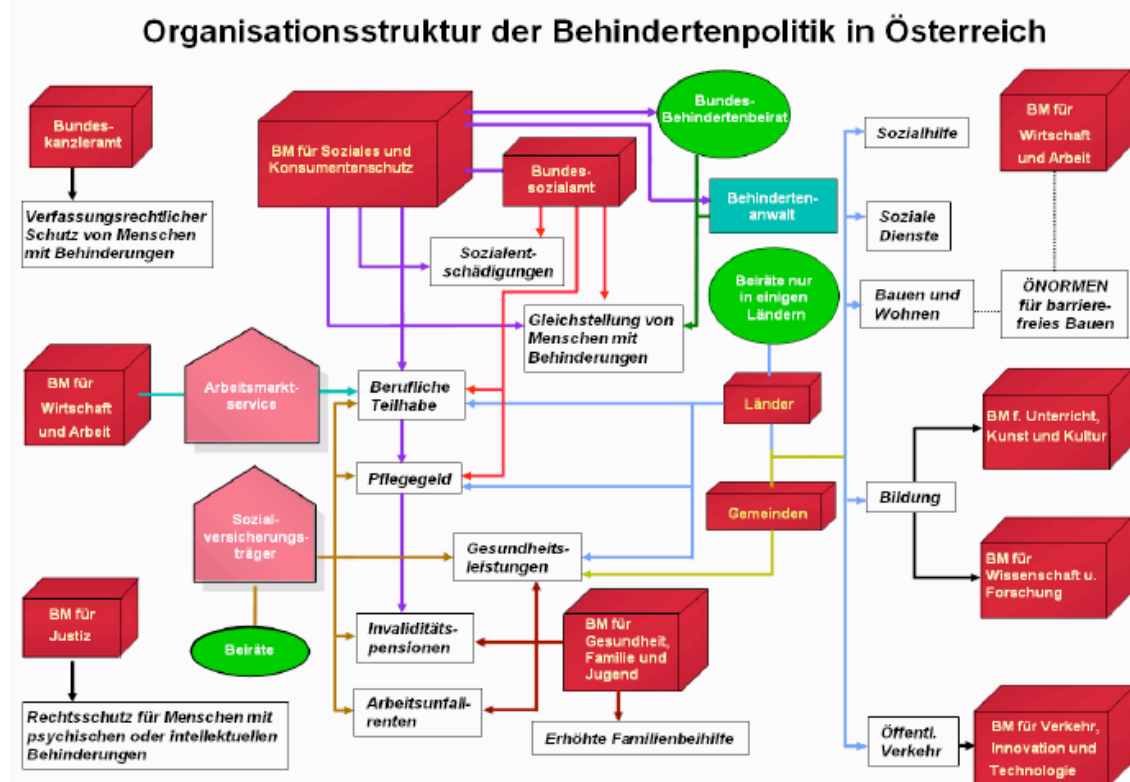 Organisationsstruktur der Behindertenpolitik in Österreich
Bundes-
kanzleramt
Verfassungsrechtlicher
Schutz von Menschen
mit Behinderungen
BM für Soziales und
Konsumentenschutz
Bundes-
sozialamt
Bundes-
Behindertenbeirat
Behinderten-
anwalt
Sozialhilfe
BM für
Wirtschaft
und Arbeit
Soziale
Dienste
Sozialent-
schädigungen
Beiräte nur
in einigen
Ländern
Bauen und
Wohnen
ÖNORMEN
für barriere-
freies Bauen
Gleichstellung von
Menschen mit
Behinderungen
BM für
Wirtschaft
und Arbeit
Arbeitsmarkt-
service
Berufliche
Teilhabe
Länder
BM f. Unterricht,
Kunst und Kultur
Pflegegeld
Gemeinden
Bildung
Sozial-
versicherungs-
träger
Gesundheits-
leistungen
BM für
Wissenschaft u.
Forschung
BM für
Justiz
Beiräte
Invaliditäts-
pensionen
BM für
Gesundheit,
Familie und
Jugend
Rechtsschutz für Menschen mit
psychischen oder intellektuellen
Behinderungen
Arbeitsunfall-
renten
Erhöhte Familienbeihilfe
Öffentl.
Verkehr
BM für Verkehr,
Innovation und
Technologie